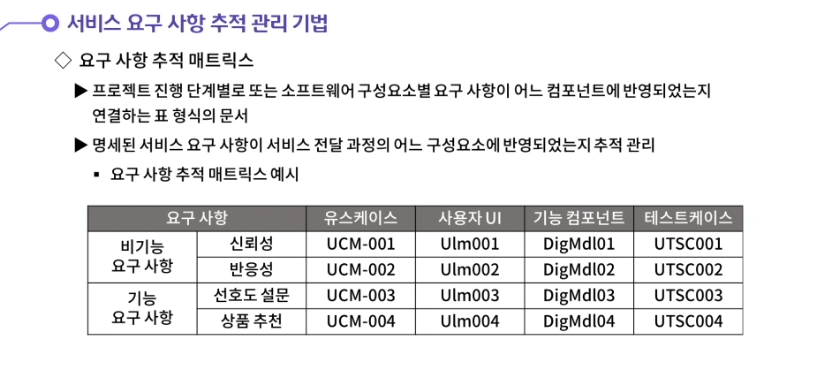 서비스 요구 사항 추적 관리 기법
◇ 요구 사항 추적 매트릭스
▶ 프로젝트 진행 단계별로 또는 소프트웨어 구성요소별 요구 사항이 어느 컴포넌트에 반영되었는지
연결하는 표 형식의 문서
▶ 명세된 서비스 요구 사항이 서비스 전달 과정의 어느 구성요소에 반영되었는지 추적 관리
▪ 요구 사항 추적 매트릭스 예시
요구 사항 유스케이스 사용자 UI 기능 컴포넌트 테스트케이스
비기능 요구 사항 신뢰성 UCM-001 Ulm001 DigMdl01 UTSC001
반응성 UCM-002 Ulm002 DigMdl02 UTSC002
기능 요구 사항 선호도 설문 UCM-003 Ulm003 DigMdl03 UTSC003
상품 추천 UCM-004 Ulm004 DigMdl04 UTSC004